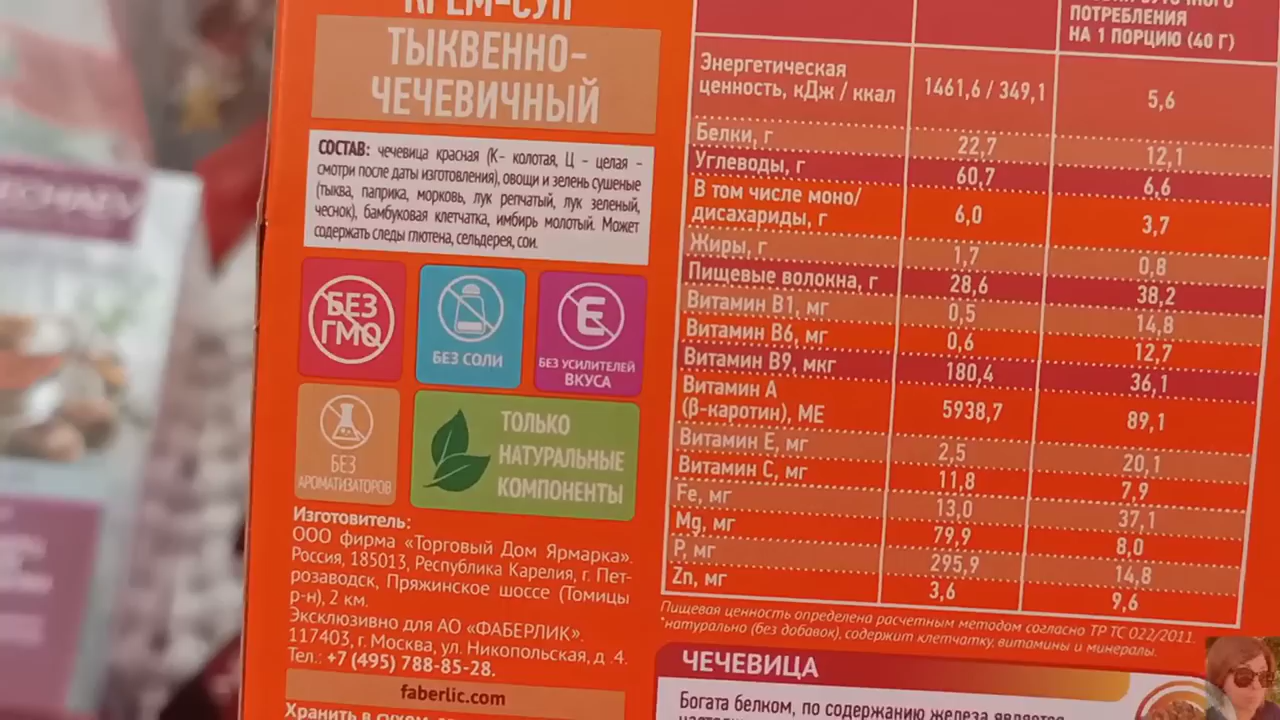 КРЕМ-СУП
ТЫКВЕННО-
ЧЕЧЕВИЧНЫЙ
СОСТАВ: чечевица красная (К– колотая, Ц – целая –
смотри после даты изготовления), овощи и зелень сушеные
(тыква, паприка, морковь, лук репчатый, лук зеленый,
чеснок), бамбуковая клетчатка, имбирь молотый. Может
содержать следы глютена, сельдерея, сои.
БЕЗ
ГМО
БЕЗ СОЛИ
Е
БЕЗ УСИЛИТЕЛЕЙ
ВКУСА
БЕЗ
АРОМАТИЗАТОРОВ
ТОЛЬКО
НАТУРАЛЬНЫЕ
КОМПОНЕНТЫ
Изготовитель:
ООО фирма «Торговый Дом Ярмарка».
Россия, 185013, Республика Карелия, г. Пет-
розаводск, Пряжинское шоссе (Томицы
р-н), 2 км.
Эксклюзивно для АО «ФАБЕРЛИК».
117403, г. Москва, ул. Никопольская, д .4.
Тел.: +7 (495) 788-85-28.
faberlic.com
Хранить в сухом,
ПОТРЕБЛЕНИЯ
НА 1 ПОРЦИЮ (40 Г)
Энергетическая
ценность, кДж / ккал 1461,6 / 349,1 5,6
Белки, г 22,7 12,1
Углеводы, г 60,7 6,6
В том числе моно/
дисахариды, г 6,0 3,7
Жиры, г 1,7 0,8
Пищевые волокна, г 28,6 38,2
Витамин В1, мг 0,5 14,8
Витамин В6, мг 0,6 12,7
Витамин В9, мкг 180,4 36,1
Витамин А
(β-каротин), МЕ 5938,7 89,1
Витамин Е, мг 2,5 20,1
Витамин С, мг 11,8 7,9
Fe, мг 13,0 37,1
Mg, мг 79,9 8,0
P, мг 295,9 14,8
Zn, мг 3,6 9,6
Пищевая ценность определена расчетным методом согласно ТР ТС 022/2011.
*натурально (без добавок), содержит клетчатку, витамины и минералы.
ЧЕЧЕВИЦА
Богата белком, по содержанию железа является